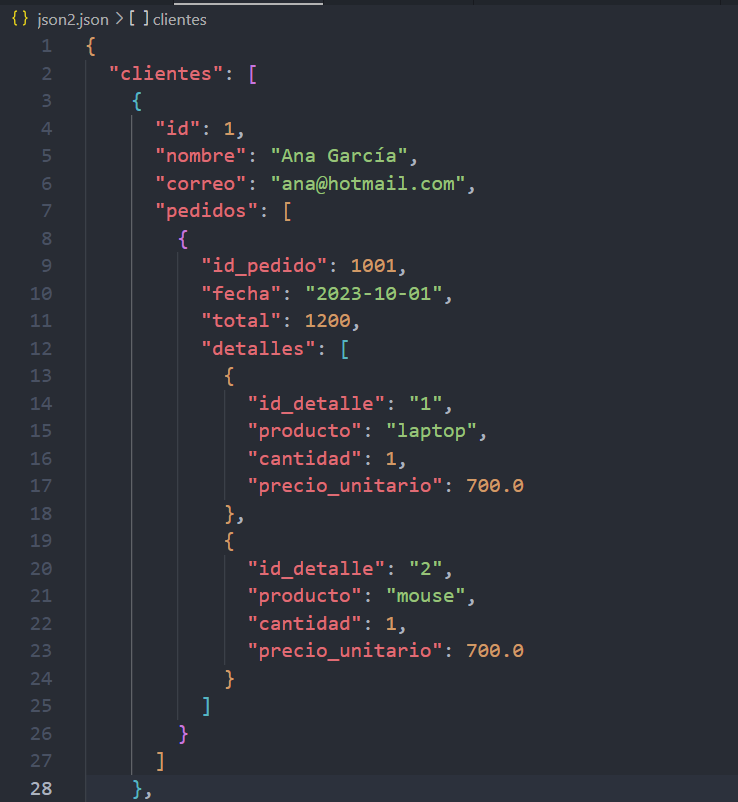 {} json2.json > [ ] clientes
1 {
2 "clientes": [
3 {
4 "id": 1,
5 "nombre": "Ana García",
6 "correo": "ana@hotmail.com",
7 "pedidos": [
8 {
9 "id_pedido": 1001,
10 "fecha": "2023-10-01",
11 "total": 1200,
12 "detalles": [
13 {
14 "id_detalle": "1",
15 "producto": "laptop",
16 "cantidad": 1,
17 "precio_unitario": 700.0
18 },
19 {
20 "id_detalle": "2",
21 "producto": "mouse",
22 "cantidad": 1,
23 "precio_unitario": 700.0
24 }
25 ]
26 }
27 ]
28 },